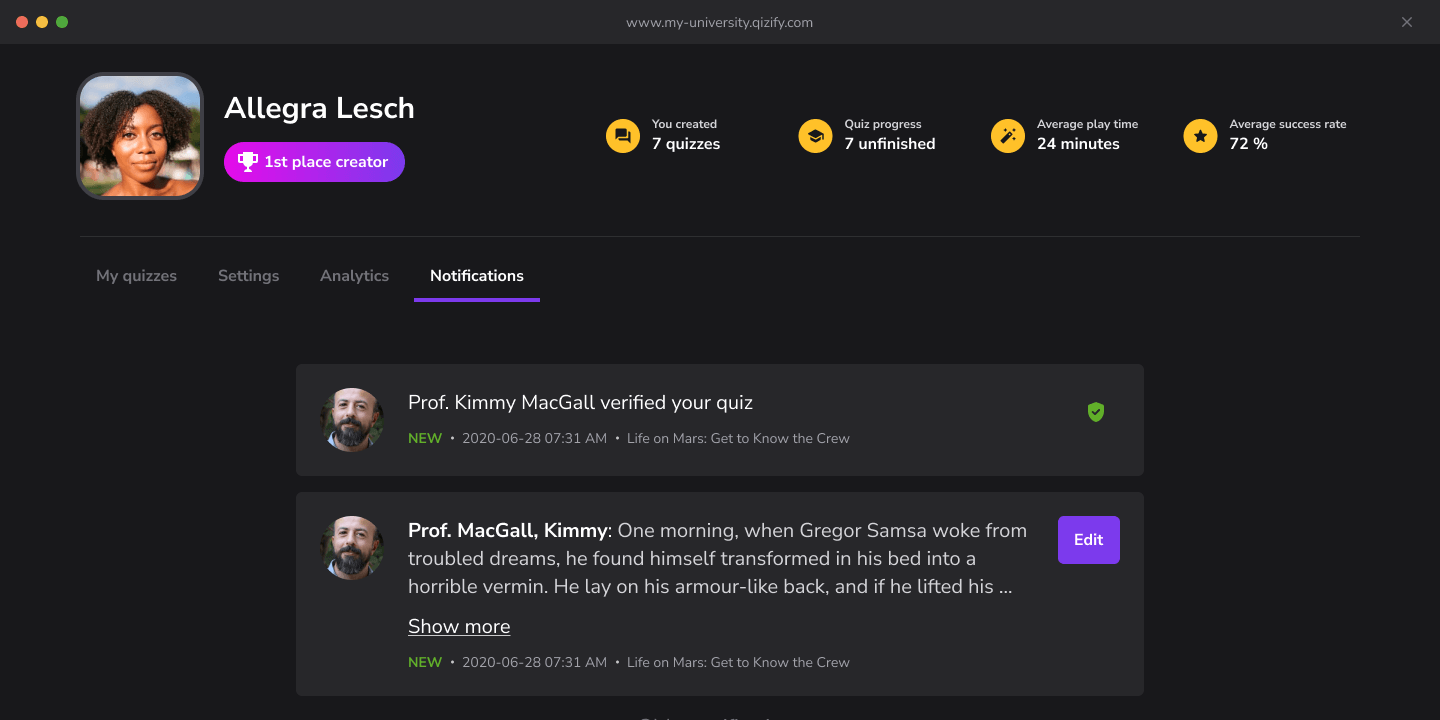 www.my-university.qizify.com
Allegra Lesch
1st place creator
You created
7 quizzes
Quiz progress
7 unfinished
Average play time
24 minutes
Average success rate
72 %
My quizzes
Settings
Analytics
Notifications
Prof. Kimmy MacGall verified your quiz
NEW • 2020-06-28 07:31 AM • Life on Mars: Get to Know the Crew
Prof. MacGall, Kimmy: One morning, when Gregor Samsa woke from
troubled dreams, he found himself transformed in his bed into a
horrible vermin. He lay on his armour-like back, and if he lifted his ...
Edit
Show more
NEW • 2020-06-28 07:31 AM • Life on Mars: Get to Know the Crew